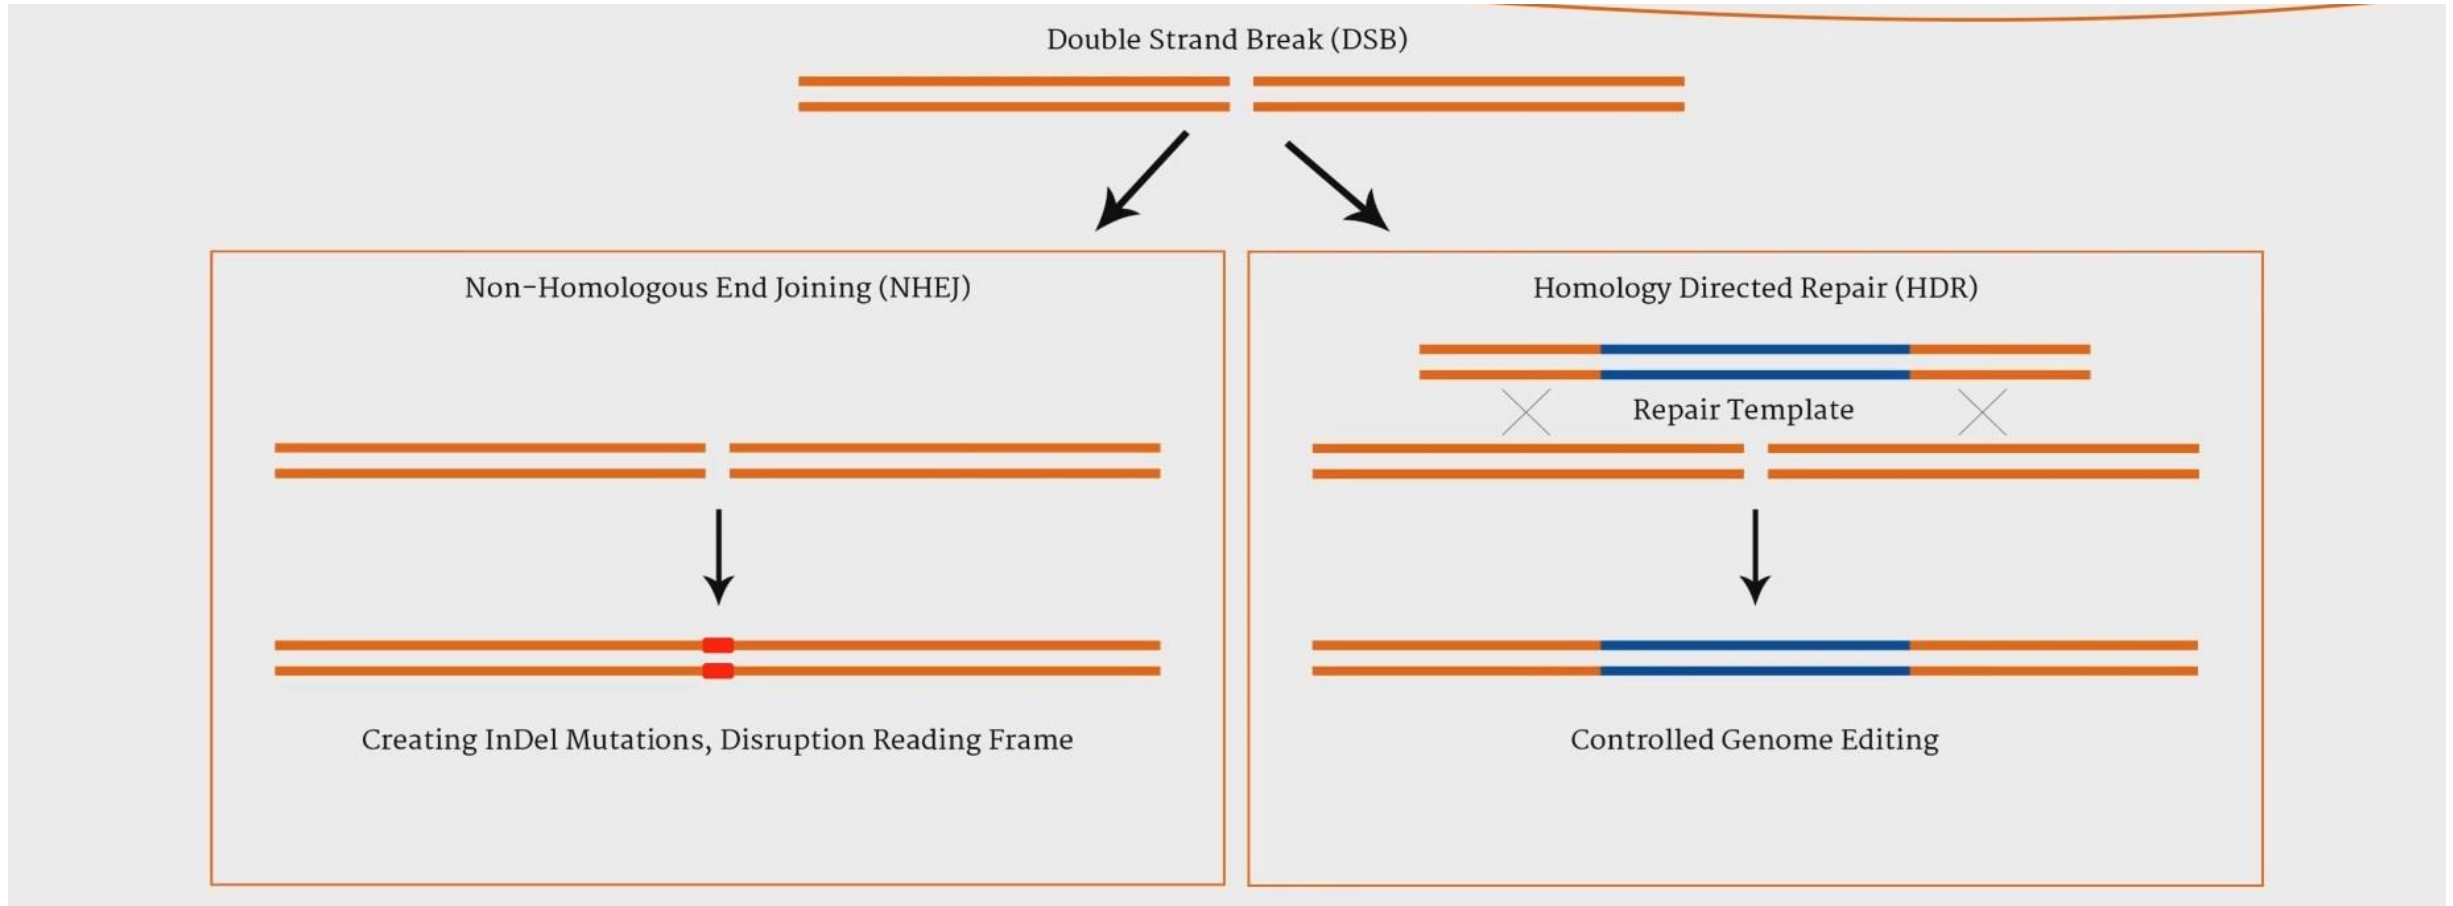 Double Strand Break (DSB)
Non-Homologous End Joining (NHEJ)
Homology Directed Repair (HDR)
Repair Template
Creating InDel Mutations, Disruption Reading Frame
Controlled Genome Editing